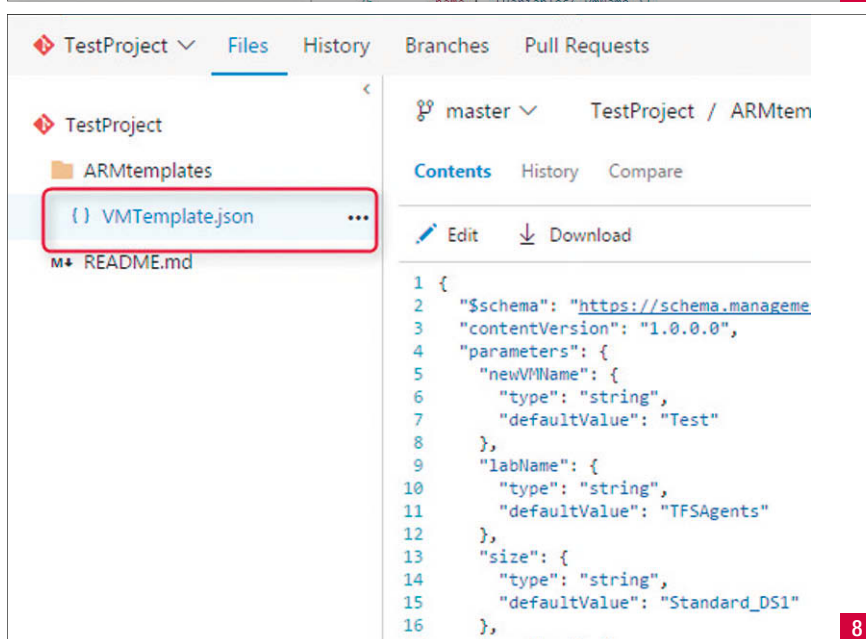 TestProject Files History Branches Pull Requests
TestProject
ARMtemplates
{} VMTemplate.json ...
M+ README.md
master TestProject / ARMtem
Contents History Compare
Edit Download
1 {
2 "$schema": "https://schema.manageme
3 "contentVersion": "1.0.0.0",
4 "parameters": {
5 "newVMName": {
6 "type": "string",
7 "defaultValue": "Test"
8 },
9 "labName": {
10 "type": "string",
11 "defaultValue": "TFSAgents"
12 },
13 "size": {
14 "type": "string",
15 "defaultValue": "Standard_DS1"
16 },
8